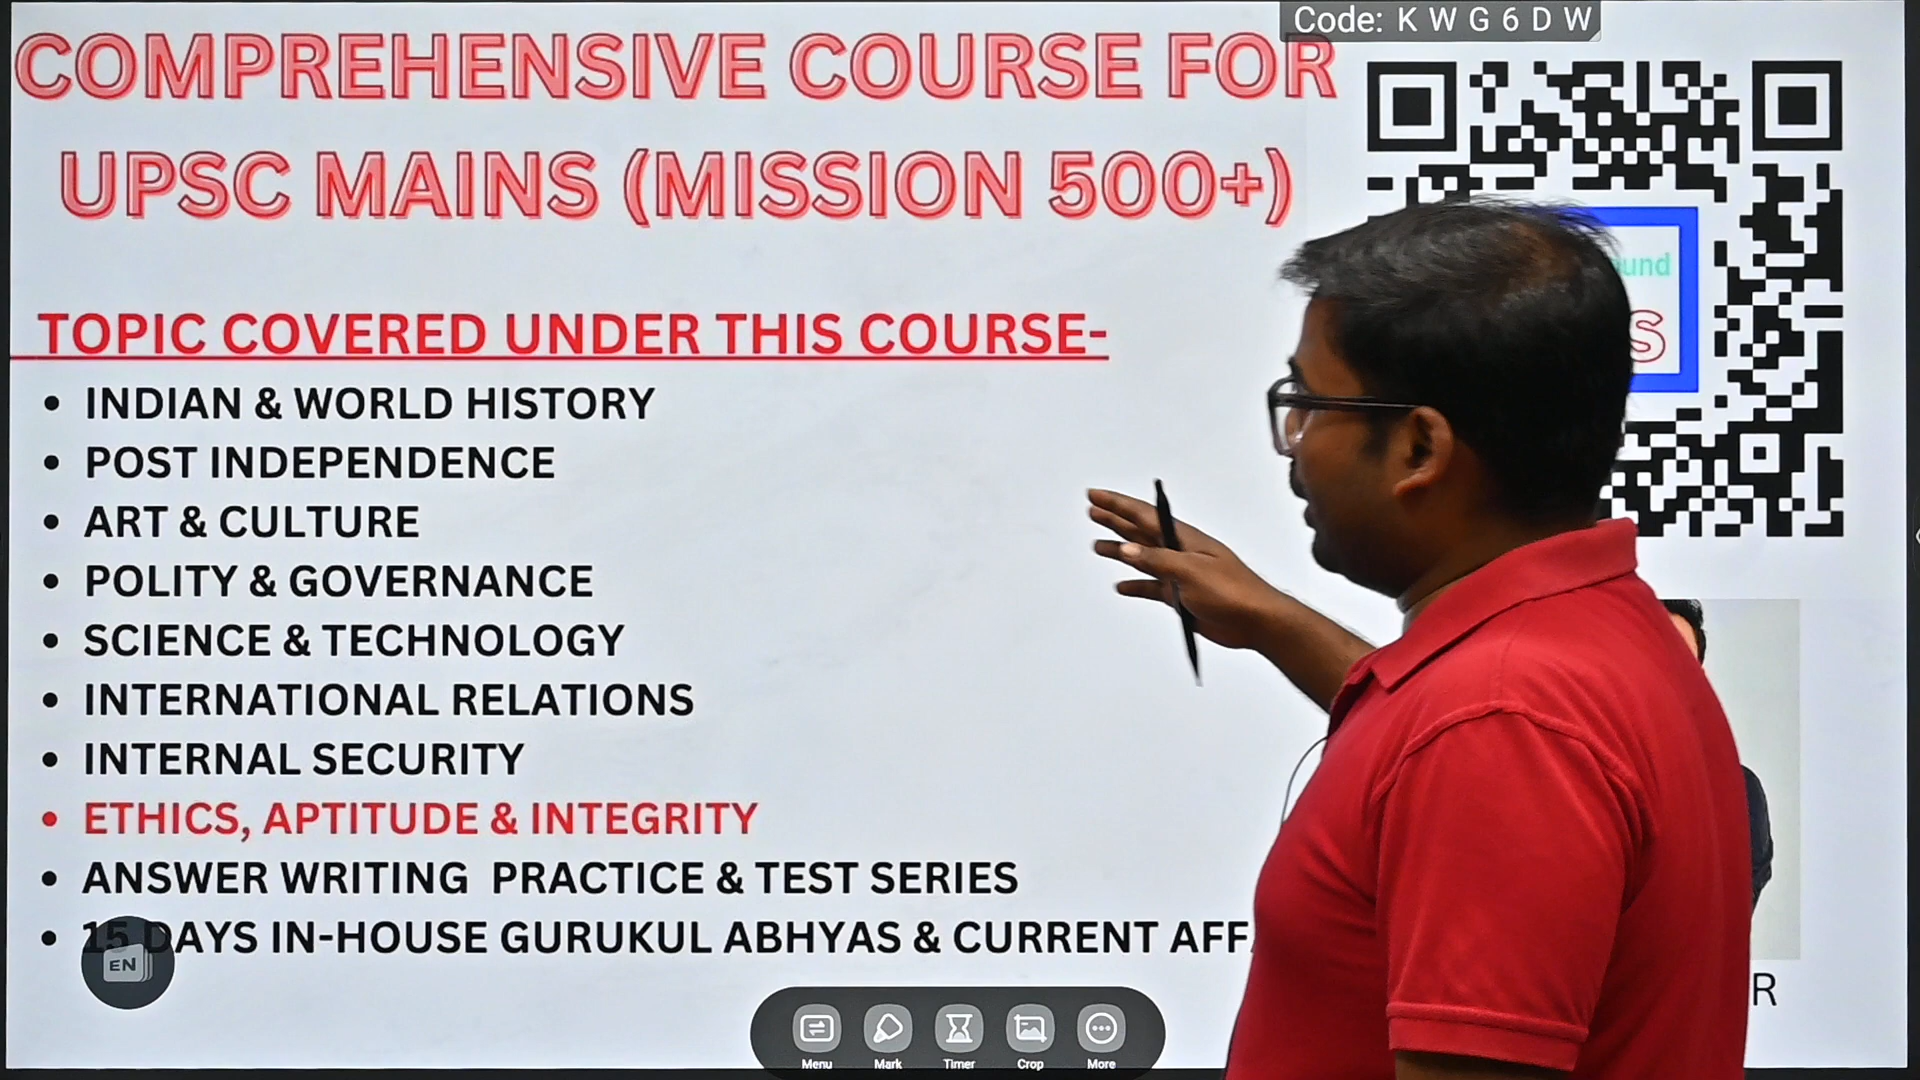 Code: K W G 6 D W
COMPREHENSIVE COURSE FOR
UPSC MAINS (MISSION 500+)
TOPIC COVERED UNDER THIS COURSE-
• INDIAN & WORLD HISTORY
• POST INDEPENDENCE
• ART & CULTURE
• POLITY & GOVERNANCE
• SCIENCE & TECHNOLOGY
• INTERNATIONAL RELATIONS
• INTERNAL SECURITY
• ETHICS, APTITUDE & INTEGRITY
• ANSWER WRITING PRACTICE & TEST SERIES
• 15 DAYS IN-HOUSE GURUKUL ABHYAS & CURRENT
EN
Menu Mark Timer Crop More